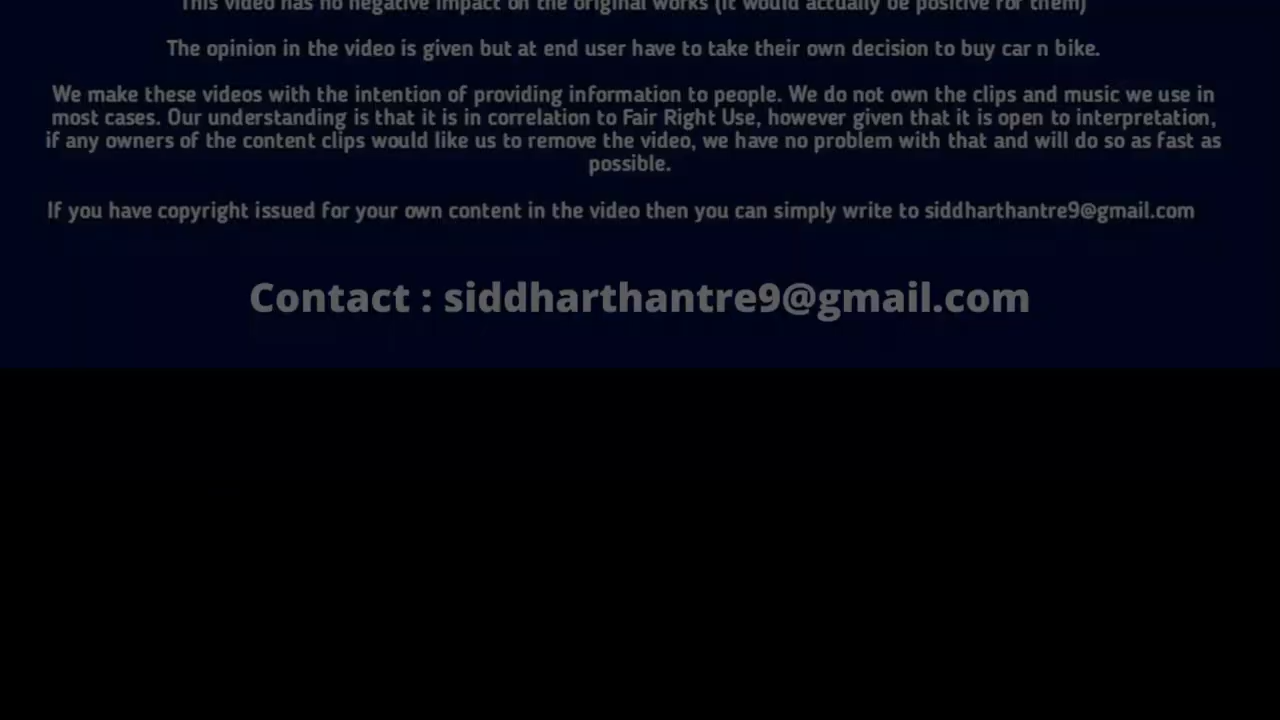 This video has no negative impact on the original works (It would actually be positive for them)
The opinion in the video is given but at end user have to take their own decision to buy car n bike.
We make these videos with the intention of providing information to people. We do not own the clips and music we use in
most cases. Our understanding is that it is in correlation to Fair Right Use, however given that it is open to interpretation,
if any owners of the content clips would like us to remove the video, we have no problem with that and will do so as fast as
possible.
If you have copyright issued for your own content in the video then you can simply write to siddharthantre9@gmail.com
Contact : siddharthantre9@gmail.com